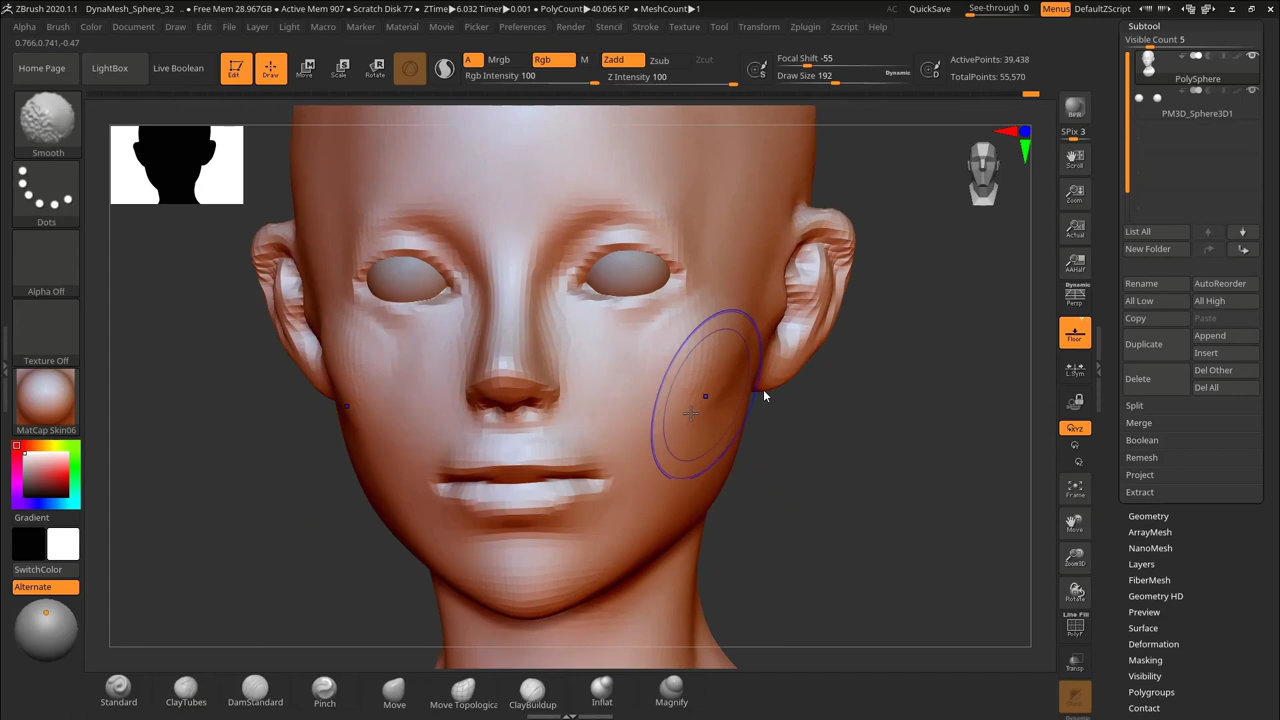 ZBrush 2020.1.1 DynaMesh_Sphere_32 .. • Free Mem 28.967GB • Active Mem 907 • Scratch Disk 77 • ZTime▶6.032 Timer▶0.001 • PolyCount▶40.065 KP • MeshCount▶1 AC QuickSave See-through 0 Menus DefaultZScript
Alpha Brush Color Document Draw Edit File Layer Light Macro Marker Material Movie Picker Preferences Render Stencil Stroke Texture Tool Transform Zplugin Zscript Help
0.766,0.741,-0.47
Home Page LightBox Live Boolean
Edit Draw Move Scale Rotate
A Mrgb Rgb M Zadd Zsub Zcut
Rgb Intensity 100 Z Intensity 100
S
Focal Shift -55
Draw Size 192 Dynamic
D
ActivePoints: 39,438
TotalPoints: 55,570
Smooth
Dots
Alpha Off
Texture Off
MatCap Skin06
Gradient
SwitchColor
Alternate
Standard ClayTubes DamStandard Pinch Move Move Topologica ClayBuildup Inflat Magnify
BPR
SPix 3
Scroll
Zoom
Actual
AAHalf
Dynamic
Persp
Floor
L.Sym
XYZ
Frame
Move
Zoom3D
Rotate
Line Fill
PolyF
Transp
Subtool
Visible Count 5
PolySphere
PM3D_Sphere3D1
List All
New Folder
Rename AutoReorder
All Low All High
Copy Paste
Duplicate Append
Insert
Delete Del Other
Del All
Split
Merge
Boolean
Remesh
Project
Extract
Geometry
ArrayMesh
NanoMesh
Layers
FiberMesh
Geometry HD
Preview
Surface
Deformation
Masking
Visibility
Polygroups
Contact